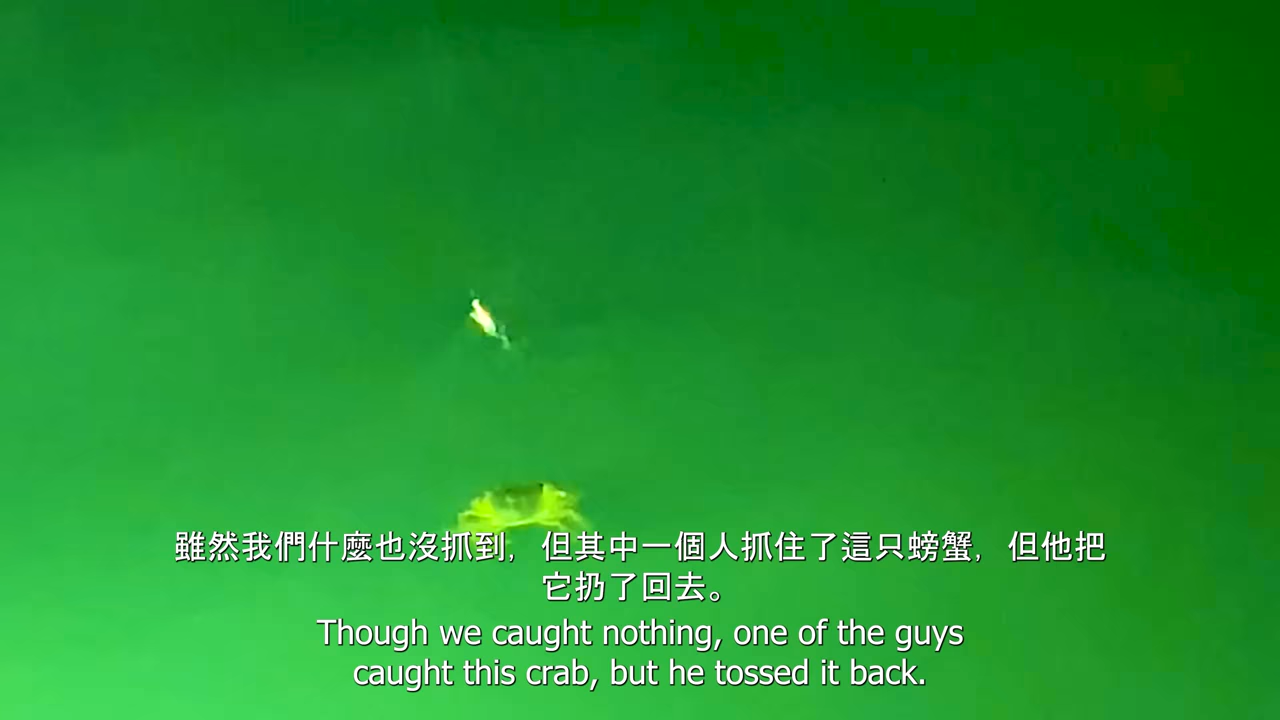 雖然我們什麼也沒抓到，但其中一個人抓住了這只螃蟹，但他把
它扔了回去。
Though we caught nothing, one of the guys
caught this crab, but he tossed it back.